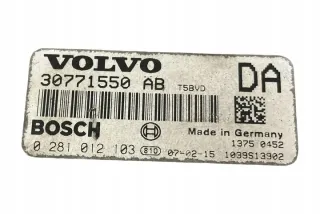 VOLVO
30771550 AB T5BVD DA
BOSCH Made in Germany
1375 0452
0 281 012 103 E10 07-02-15 1039S13902